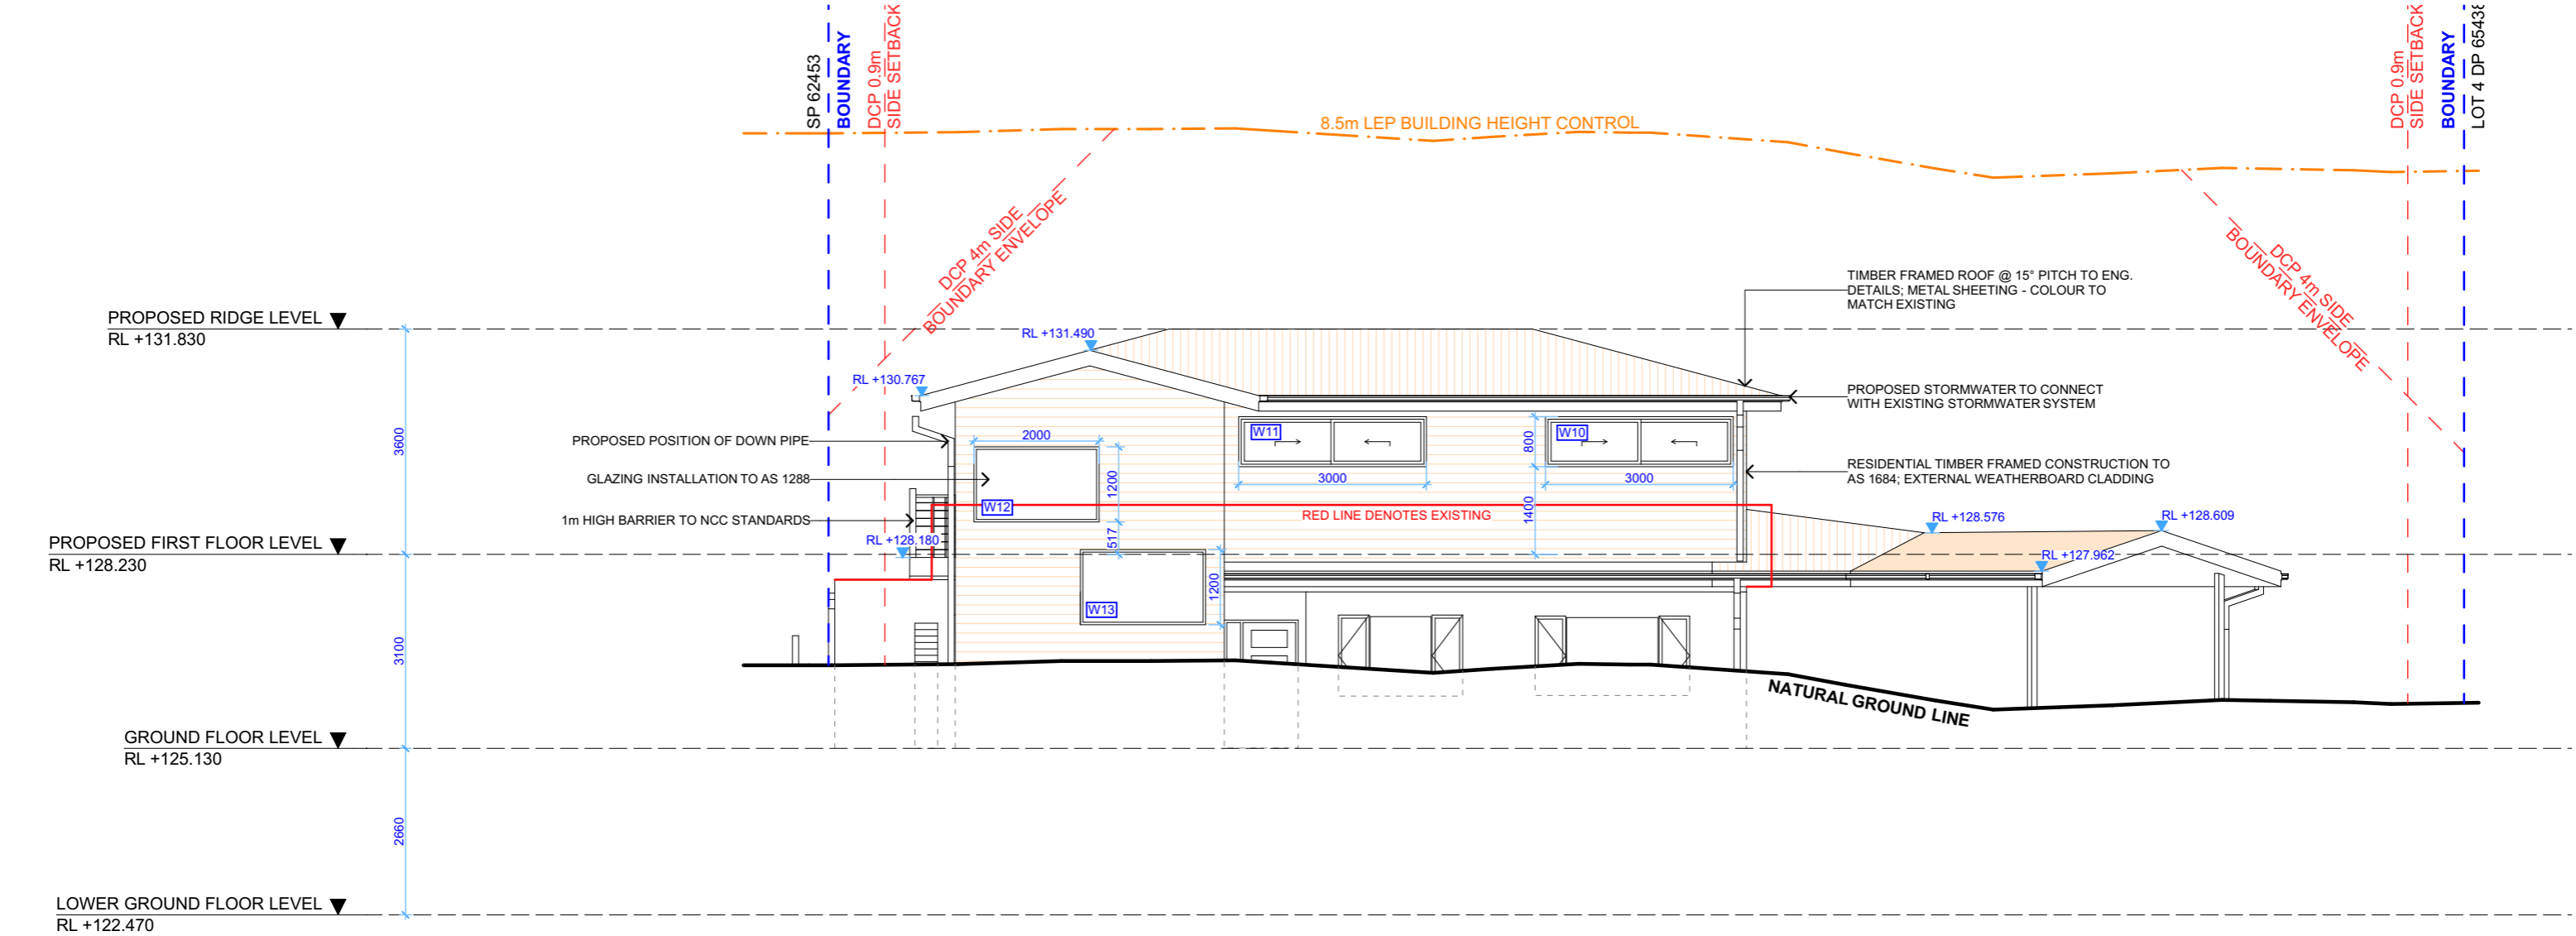 SP 62453
BOUNDARY
DCP 0.9m
SIDE SETBACK
DCP 0.9m
SIDE SETBACK
BOUNDARY
LOT 4 DP 65438
8.5m LEP BUILDING HEIGHT CONTROL
DCP 4m SIDE
BOUNDARY ENVELOPE
DCP 4m SIDE
BOUNDARY ENVELOPE
TIMBER FRAMED ROOF @ 15° PITCH TO ENG.
DETAILS; METAL SHEETING - COLOUR TO
MATCH EXISTING
PROPOSED RIDGE LEVEL
RL +131.830
RL +131.490
RL +130.767
PROPOSED STORMWATER TO CONNECT
WITH EXISTING STORMWATER SYSTEM
3600
PROPOSED POSITION OF DOWN PIPE
2000
W11
W10
800
GLAZING INSTALLATION TO AS 1288
1200
3000
3000
RESIDENTIAL TIMBER FRAMED CONSTRUCTION TO
AS 1684; EXTERNAL WEATHERBOARD CLADDING
W12
1400
1m HIGH BARRIER TO NCC STANDARDS
RED LINE DENOTES EXISTING
RL +128.576
RL +128.609
517
RL +128.180
PROPOSED FIRST FLOOR LEVEL
RL +128.230
RL +127.962
1200
W13
3100
NATURAL GROUND LINE
GROUND FLOOR LEVEL
RL +125.130
2660
LOWER GROUND FLOOR LEVEL
RL +122.470